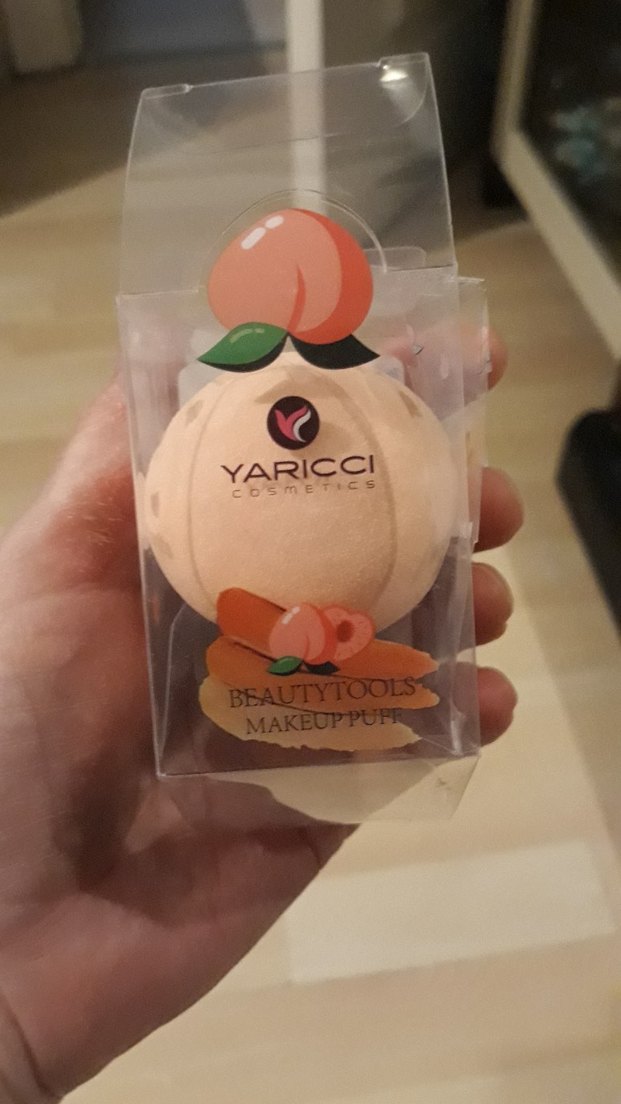 YARICCI
COSMETICS
BEAUTYTOOLS
MAKEUP PUFF